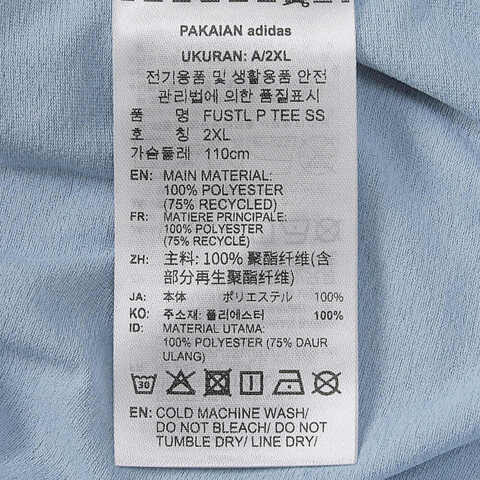 PAKAIAN adidas
UKURAN: A/2XL
전기용품 및 생활용품 안전
관리법에 의한 품질표시
품 명 FUSTL P TEE SS
호 칭 2XL
가슴둘레 110cm
EN: MAIN MATERIAL:
100% POLYESTER
(75% RECYCLED)
FR: MATIERE PRINCIPALE:
100% POLYESTER
(75% RECYCLÉ)
ZH: 主料: 100% 聚酯纤维(含
部分再生聚酯纤维)
JA: 本体 ポリエステル 100%
KO: 주소재: 폴리에스터 100%
ID: MATERIAL UTAMA:
100% POLYESTER (75% DAUR
ULANG)
30
EN: COLD MACHINE WASH/
DO NOT BLEACH/ DO NOT
TUMBLE DRY/ LINE DRY/